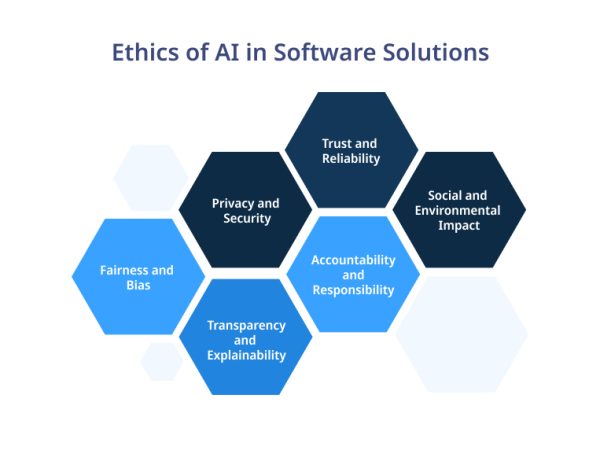 Ethics of AI in Software Solutions
Trust and
Reliability
Privacy and
Security
Social and
Environmental
Impact
Fairness and
Bias
Accountability
and
Responsibility
Transparency
and
Explainability